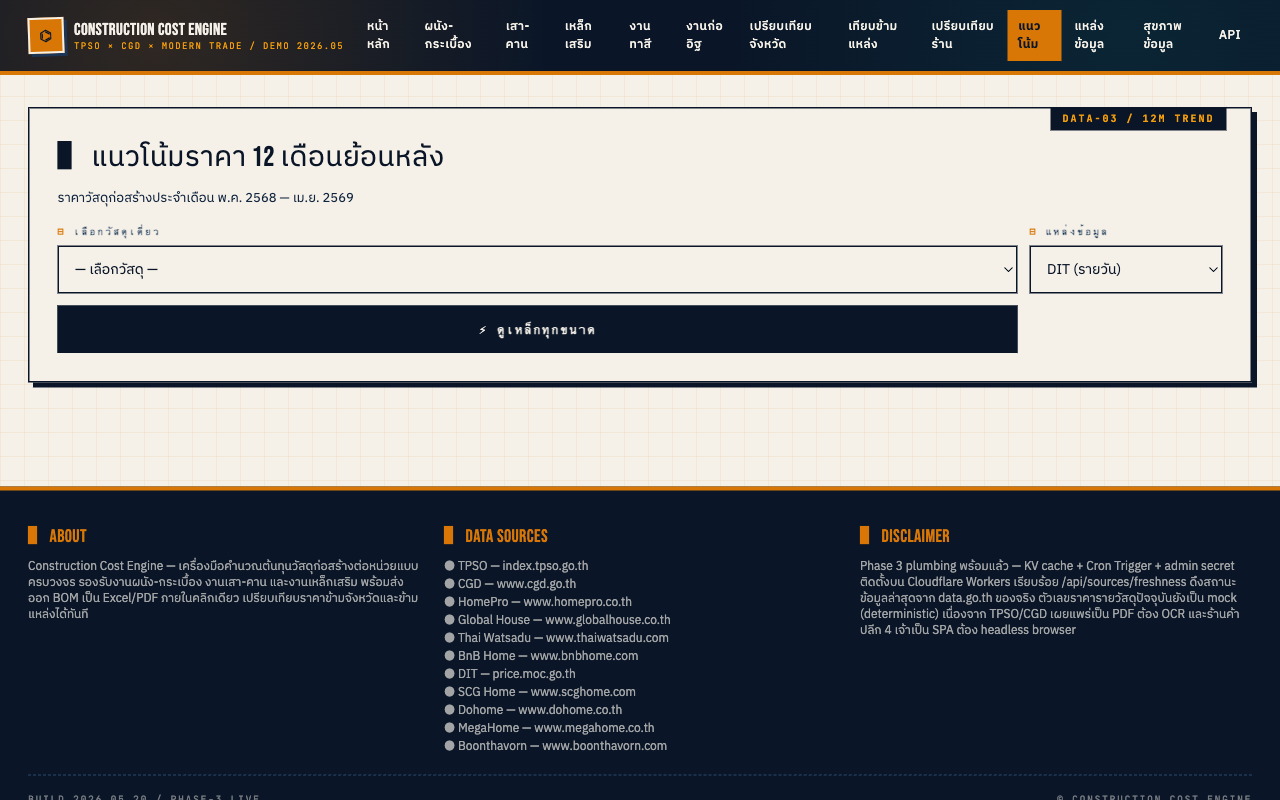 CONSTRUCTION COST ENGINE
TPSO × CGD × MODERN TRADE / DEMO 2026.05
หน้าหลัก
ผนัง-กระเบื้อง
เสา-คาน
เหล็กเสริม
งานทาสี
งานก่ออิฐ
เปรียบเทียบจังหวัด
เทียบข้ามแหล่ง
เปรียบเทียบร้าน
แนวโน้ม
แหล่งข้อมูล
สุขภาพข้อมูล
API
DATA-03 / 12M TREND
แนวโน้มราคา 12 เดือนย้อนหลัง
ราคาวัสดุก่อสร้างประจำเดือน พ.ค. 2568 — เม.ย. 2569
เลือกวัสดุเดี่ยว
แหล่งข้อมูล
— เลือกวัสดุ —
DIT (รายวัน)
⚡ ดูเหล็กทุกขนาด
ABOUT
Construction Cost Engine — เครื่องมือคำนวณต้นทุนวัสดุก่อสร้างต่อหน่วยแบบ
ครบวงจร รองรับงานผนัง-กระเบื้อง งานเสา-คาน และงานเหล็กเสริม พร้อมส่ง
ออก BOM เป็น Excel/PDF ภายในคลิกเดียว เปรียบเทียบราคาข้ามจังหวัดและข้าม
แหล่งได้ทันที
DATA SOURCES
● TPSO — index.tpso.go.th
● CGD — www.cgd.go.th
● HomePro — www.homepro.co.th
● Global House — www.globalhouse.co.th
● Thai Watsadu — www.thaiwatsadu.com
● BnB Home — www.bnbhome.com
● DIT — price.moc.go.th
● SCG Home — www.scghome.com
● Dohome — www.dohome.co.th
● MegaHome — www.megahome.co.th
● Boonthavorn — www.boonthavorn.com
DISCLAIMER
Phase 3 plumbing พร้อมแล้ว — KV cache + Cron Trigger + admin secret
ติดตั้งบน Cloudflare Workers เรียบร้อย /api/sources/freshness ดึงสถานะ
ข้อมูลล่าสุดจาก data.go.th ของจริง ตัวเลขราคารายวัสดุปัจจุบันยังเป็น mock
(deterministic) เนื่องจาก TPSO/CGD เผยแพร่เป็น PDF ต้อง OCR และร้านค้า
ปลีก 4 เจ้าเป็น SPA ต้อง headless browser
BUILD 2026.05.20 / PHASE-3 LIVE
© CONSTRUCTION COST ENGINE